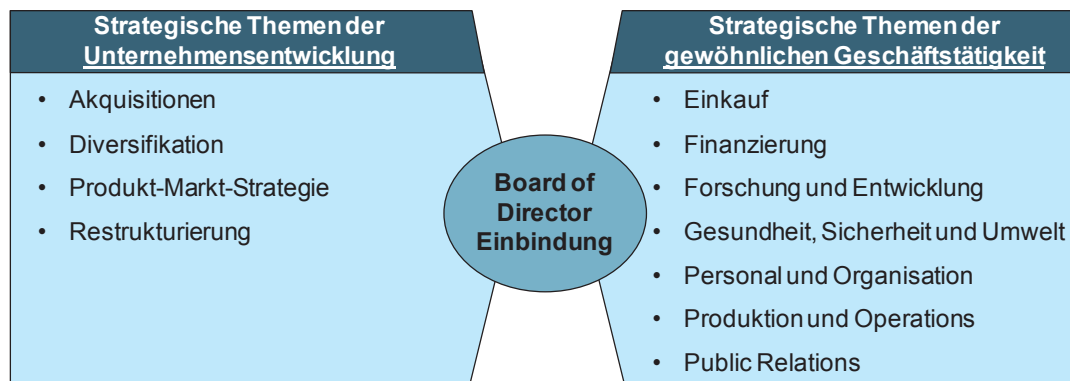 Strategische Themen der
Unternehmensentwicklung
• Akquisitionen
• Diversifikation
• Produkt-Markt-Strategie
• Restrukturierung
Board of
Director
Einbindung
Strategische Themen der
gewöhnlichen Geschäftstätigkeit
• Einkauf
• Finanzierung
• Forschung und Entwicklung
• Gesundheit, Sicherheit und Umwelt
• Personal und Organisation
• Produktion und Operations
• Public Relations